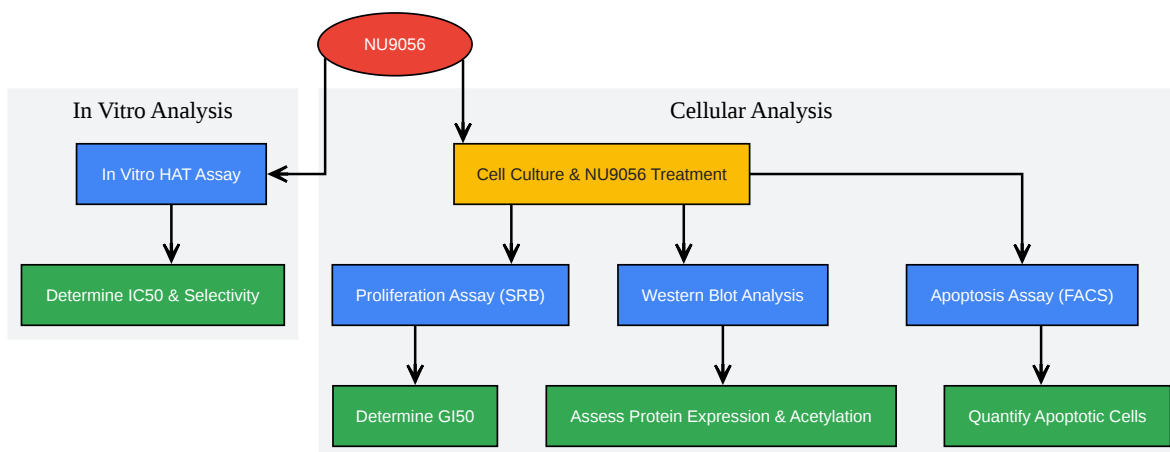 NU9056
In Vitro Analysis
Cellular Analysis
In Vitro HAT Assay
Cell Culture & NU9056 Treatment
Determine IC50 & Selectivity
Proliferation Assay (SRB)
Western Blot Analysis
Apoptosis Assay (FACS)
Determine GI50
Assess Protein Expression & Acetylation
Quantify Apoptotic Cells